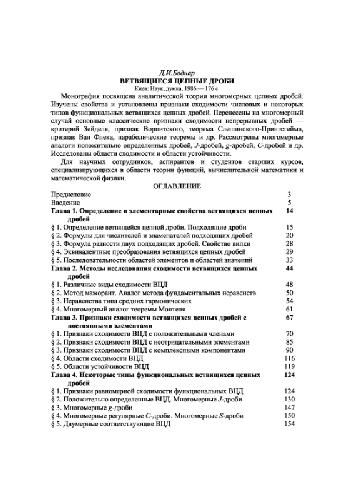 Д.И.Боднар
ВЕТВЯЩИЕСЯ ЦЕПНЫЕ ДРОБИ
Киев: Наук.думка, 1986.— 176 с
Монография посвящена аналитической теории многомерных цепных дробей.
Изучены свойства и установлены признаки сходимости числовых и некоторых
типов функциональных ветвящихся цепных дробей. Перенесены на многомерный
случай основные классические признаки сходимости непрерывных дробей —
критерий Зейделя, признак Ворпитского, теорема Слешинского-Прингсхейма,
признак Ван Флека, параболические теоремы и др. Рассмотрены многомерные
аналоги положительно определенных дробей, J-дробей, g-дробей, C-дробей и др.
Исследованы области сходимости и области устойчивости.
Для научных сотрудников, аспирантов и студентов старших курсов,
специализирующихся в области теории функций, вычислительной математики и
математической физики.
ОГЛАВЛЕНИЕ
Предисловие 3
Введение 5
Глава 1. Определение и элементарные свойства ветвящихся цепных 14
дробей
§ 1. Определение ветвящейся цепной дроби. Подходящие дроби 15
§ 2. Формулы для числителей и знаменателей подходящих дробей 20
§ 3. Формула разности двух подходящих дробей. Свойство вилки 28
§ 4. Эквивалентные преобразования ветвящихся цепных дробей 29
§ 5. Последовательности областей элементов и областей значений 33
Глава 2. Методы исследования сходимости ветвящихся цепных дробей 44
§ 1. Различные виды сходимости ВЦД 48
§ 2. Метод мажорант. Аналог метода фундаментальных неравенств 50
§ 3. Неравенства типа средних гармонических 54
§ 4. Многомерный аналог теоремы Монтеля 61
Глава 3. Признаки сходимости ветвящихся цепных дробей с 67
постоянными элементами
§ 1. Признаки сходимости ВЦД с положительными членами 70
§ 2. Признаки сходимости ВЦД с неотрицательными элементами 85
§ 3. Признаки сходимости ВЦД с комплексными компонентами 90
§ 4. Области сходимости ВЦД 116
§ 5. Области устойчивости ВЦД 119
Глава 4. Некоторые типы функциональных ветвящихся цепных 124
дробей
§ 1. Признаки равномерной сходимости функциональных ВЦД 124
§ 2. Положительно определенные ВЦД. Многомерные J-дроби 130
§ 3. Многомерные g-дроби 147
§ 4. Многомерные регулярные C-дроби. Многомерные S-дроби 150
§ 5. Двумерные соответствующие ВЦД 154